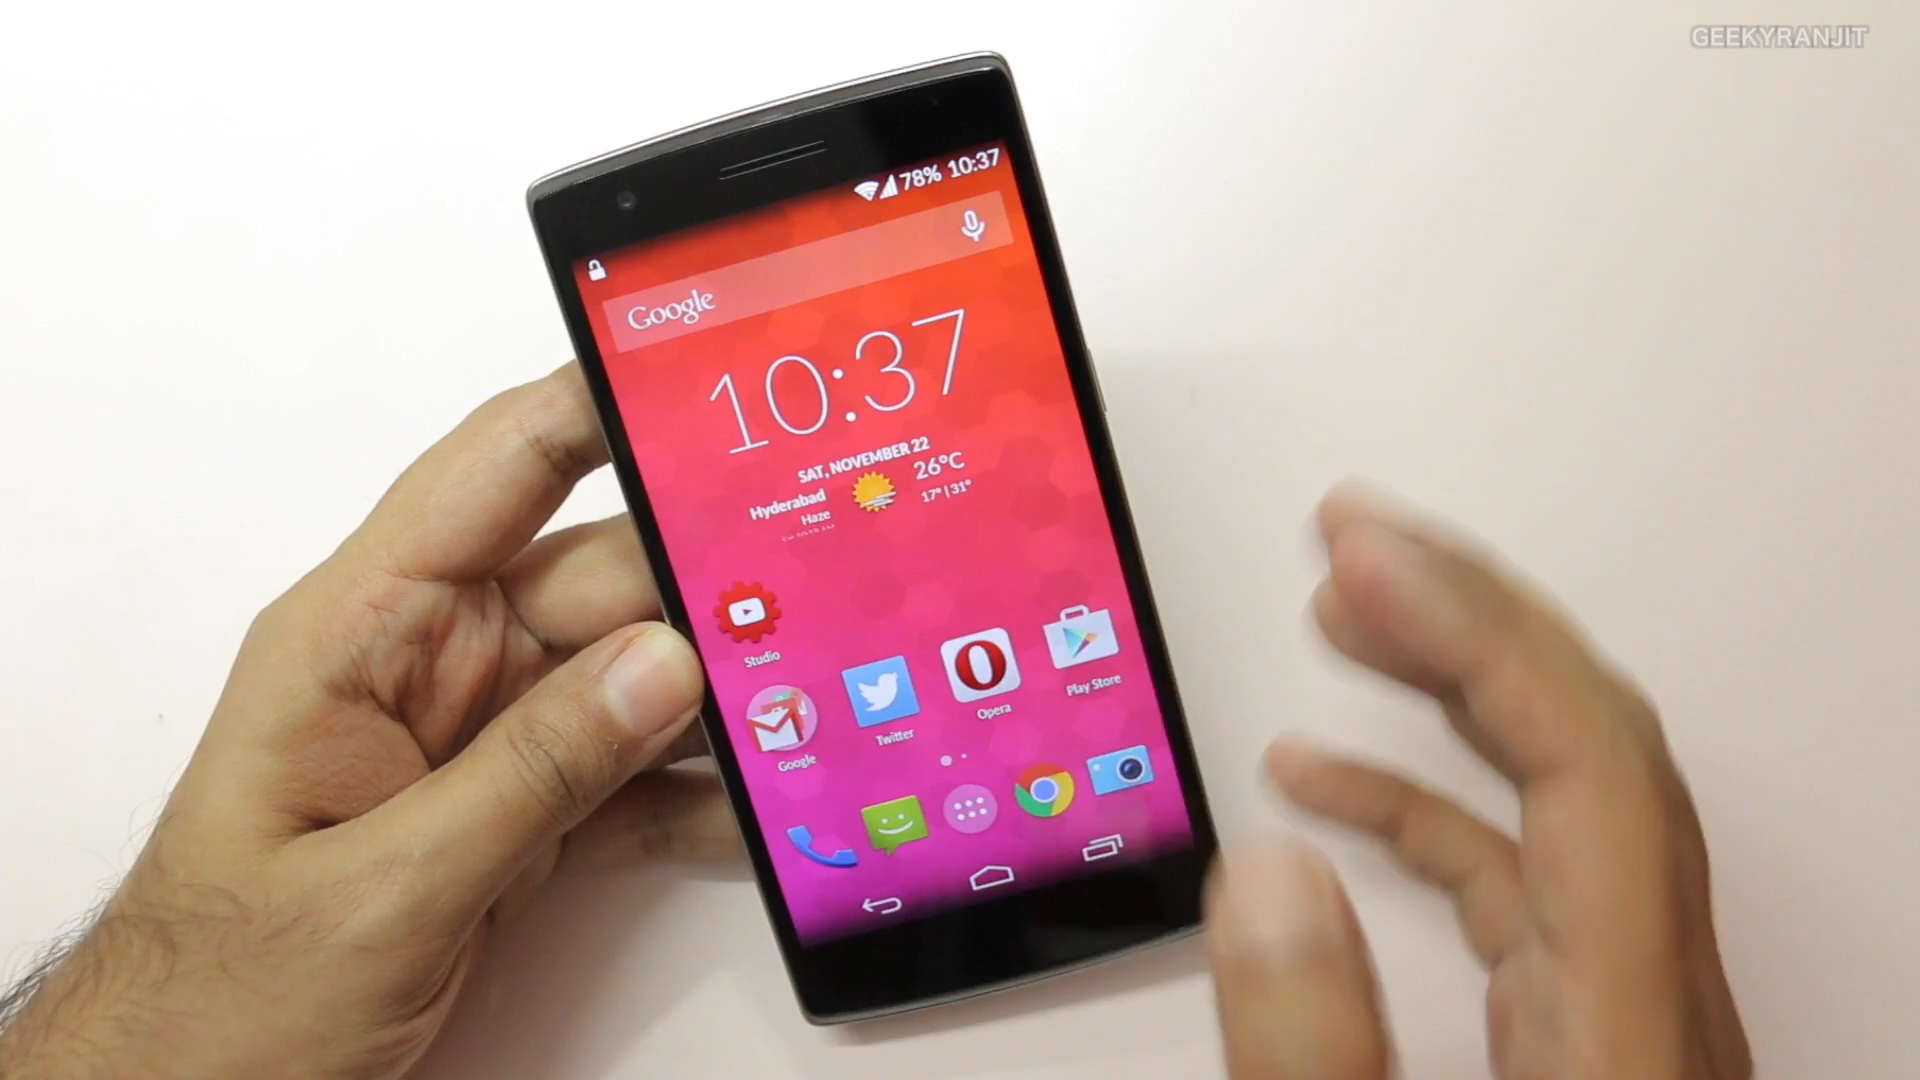 GEEKYRANJIT
78% 10:37
Google
10:37
SAT, NOVEMBER 22
Hyderabad
Haze
26°C
17° | 31°
Studio
Google
Twitter
Opera
Play Store